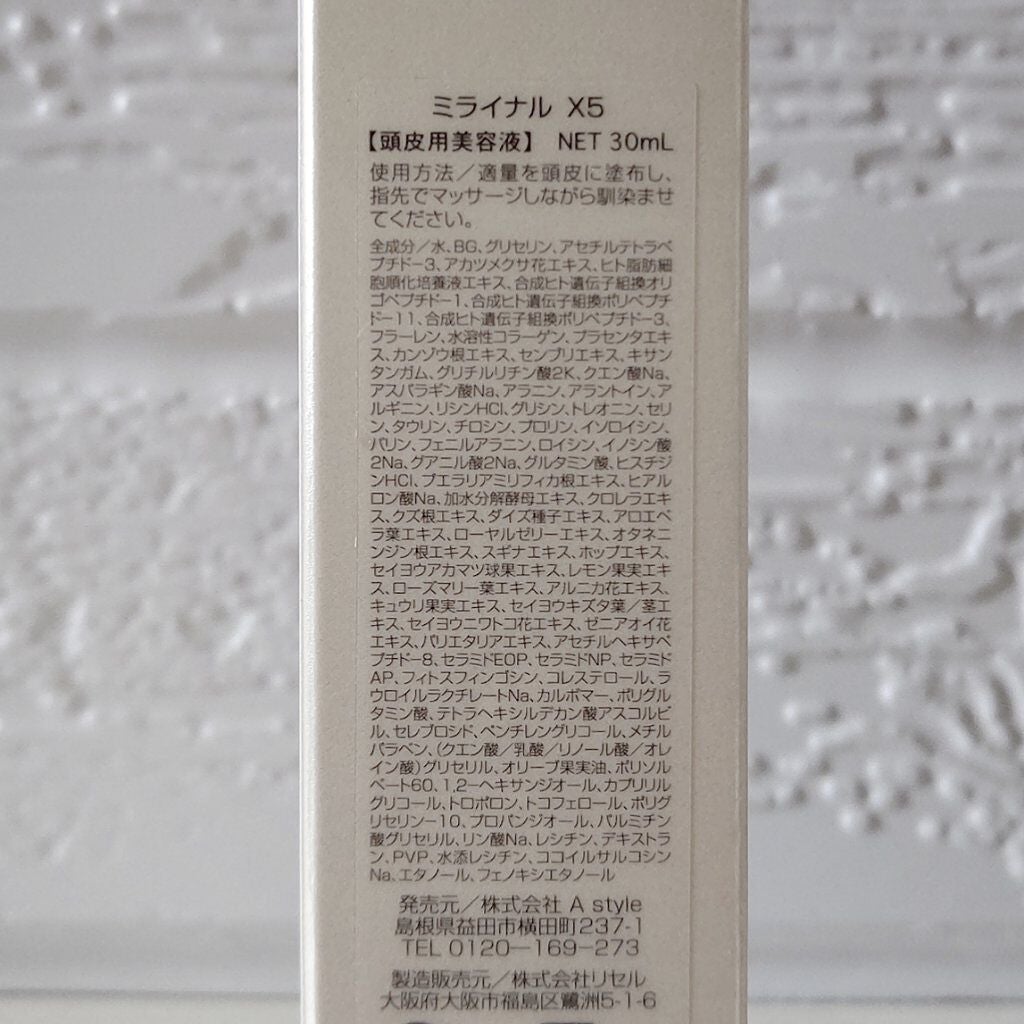 ミライナル X5
【頭皮用美容液】 NET 30mL
使用方法／適量を頭皮に塗布し、
指先でマッサージしながら馴染ませ
てください。
全成分／水、BG、グリセリン、アセチルテトラペ
プチド-3、アカツメクサ花エキス、ヒト脂肪細
胞順化培養液エキス、合成ヒト遺伝子組換オリ
ゴペプチド-1、合成ヒト遺伝子組換ポリペプチ
ド-11、合成ヒト遺伝子組換ポリペプチド-3、
フラーレン、水溶性コラーゲン、プラセンタエキ
ス、カンゾウ根エキス、センブリエキス、キサン
タンガム、グリチルリチン酸2K、クエン酸Na、
アスパラギン酸Na、アラニン、アラントイン、ア
ルギニン、リシンHCl、グリシン、トレオニン、セリ
ン、タウリン、チロシン、プロリン、イソロイシン、
バリン、フェニルアラニン、ロイシン、イノシン酸
2Na、グアニル酸2Na、グルタミン酸、ヒスチジ
ンHCl、プエラリアミリフィカ根エキス、ヒアル
ロン酸Na、加水分解酵母エキス、クロレラエキ
ス、クズ根エキス、ダイズ種子エキス、アロエベ
ラ葉エキス、ローヤルゼリーエキス、オタネニ
ンジン根エキス、スギナエキス、ホップエキス、
セイヨウアカマツ球果エキス、レモン果実エキ
ス、ローズマリー葉エキス、アルニカ花エキス、
キュウリ果実エキス、セイヨウキズタ葉／茎エ
キス、セイヨウニワトコ花エキス、ゼニアオイ花
エキス、パリエタリアエキス、アセチルヘキサペ
プチド-8、セラミドEOP、セラミドNP、セラミド
AP、フィトスフィンゴシン、コレステロール、ラ
ウロイルラクチレートNa、カルボマー、ポリグル
タミン酸、テトラヘキシルデカン酸アスコルビ
ル、セレブロシド、ペンチレングリコール、メチル
パラベン、(クエン酸／乳酸／リノール酸／オレ
イン酸)グリセリル、オリーブ果実油、ポリソル
ベート60、1,2-ヘキサンジオール、カプリリル
グリコール、トロポロン、トコフェロール、ポリグ
リセリン-10、プロパンジオール、パルミチン
酸グリセリル、リン酸Na、レシチン、デキストラ
ン、PVP、水添レシチン、ココイルサルコシン
Na、エタノール、フェノキシエタノール
発売元／株式会社 A style
島根県益田市横田町237-1
TEL 0120―169-273
製造販売元／株式会社リセル
大阪府大阪市福島区鷺洲5-1-6